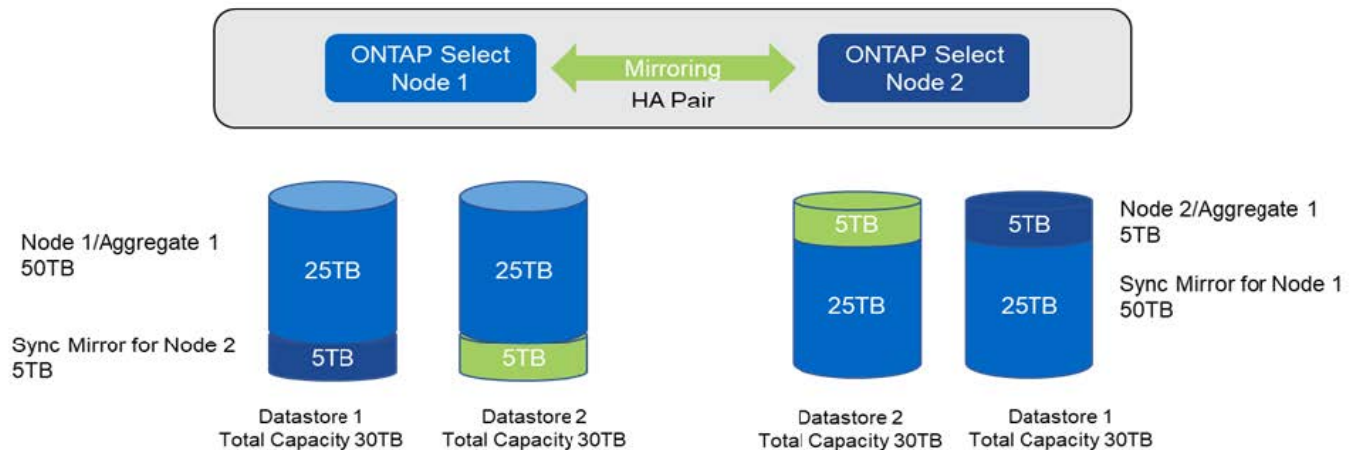 ONTAP Select
Node 1
Mirroring
HA Pair
ONTAP Select
Node 2
Node 1/Aggregate 1
50TB
Sync Mirror for Node 2
5TB
25TB
5TB
25TB
5TB
5TB
25TB
5TB
25TB
Node 2/Aggregate 1
5TB
Sync Mirror for Node 1
50TB
Datastore 1
Total Capacity 30TB
Datastore 2
Total Capacity 30TB
Datastore 2
Total Capacity 30TB
Datastore 1
Total Capacity 30TB